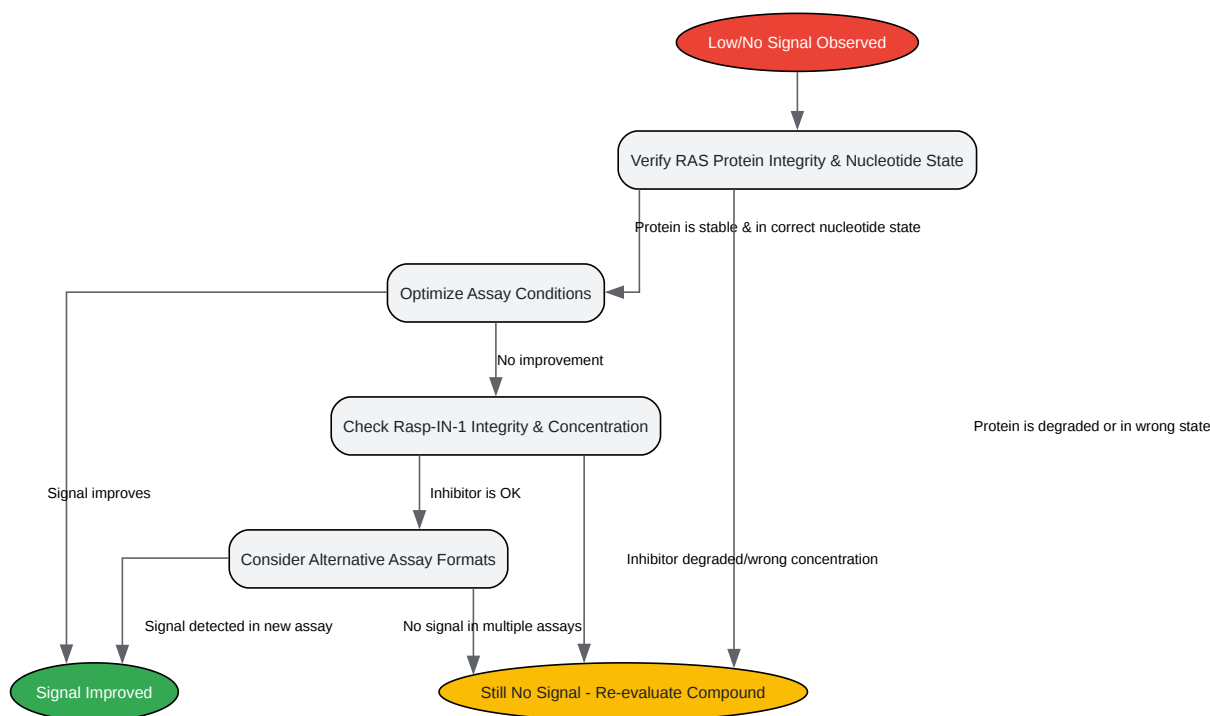 Low/No Signal Observed
Verify RAS Protein Integrity & Nucleotide State
Protein is stable & in correct nucleotide state
Optimize Assay Conditions
No improvement
Check Rasp-IN-1 Integrity & Concentration
Protein is degraded or in wrong state
Signal improves
Inhibitor is OK
Consider Alternative Assay Formats
Inhibitor degraded/wrong concentration
Signal detected in new assay
No signal in multiple assays
Signal Improved
Still No Signal - Re-evaluate Compound